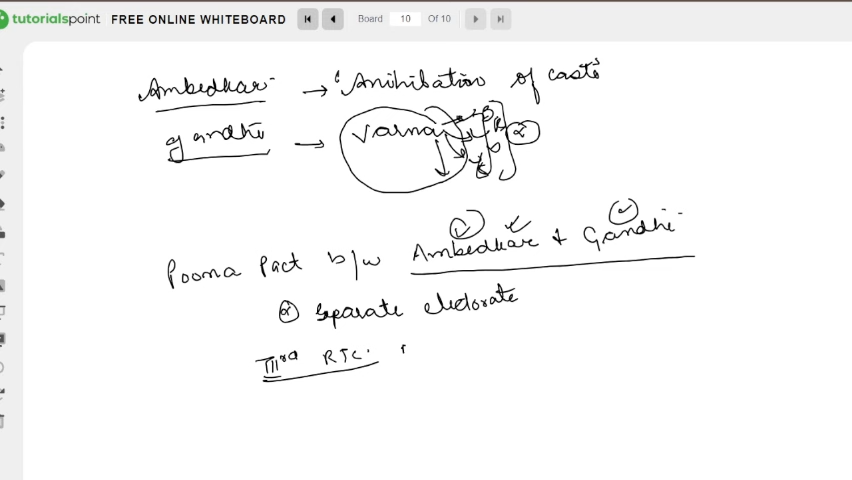 tutorialspoint FREE ONLINE WHITEBOARD Board 10 Of 10
Ambedkar → 'Anihilation of caste'
Gandhi → Varna
Poona Pact b/w Ambedkar & Gandhi
Separate electorate
IIIrd RTC.